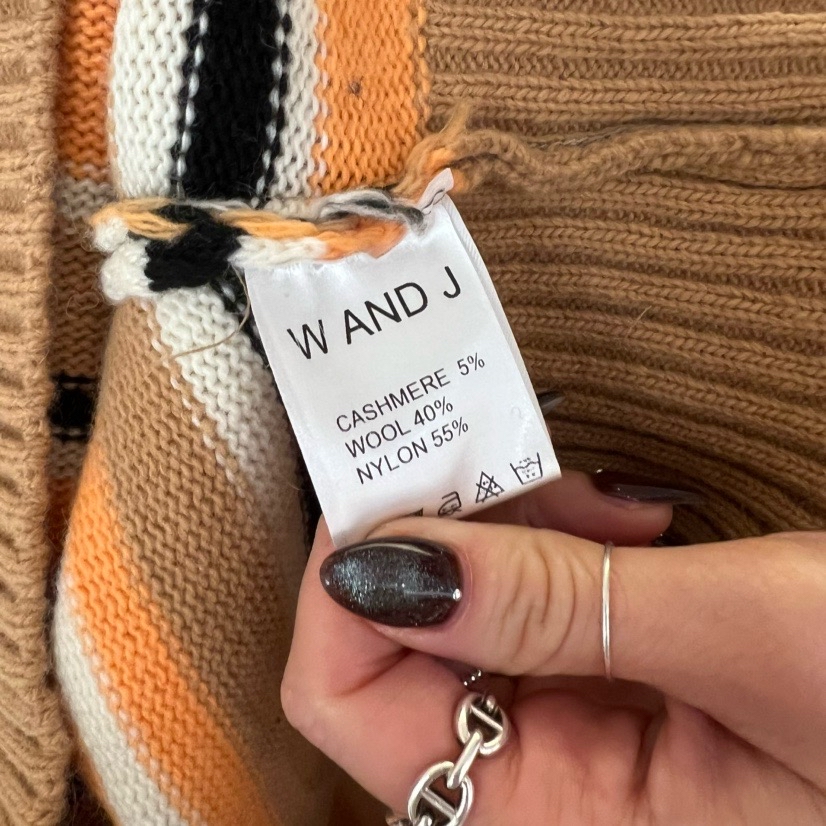 W AND J
CASHMERE 5%
WOOL 40%
NYLON 55%